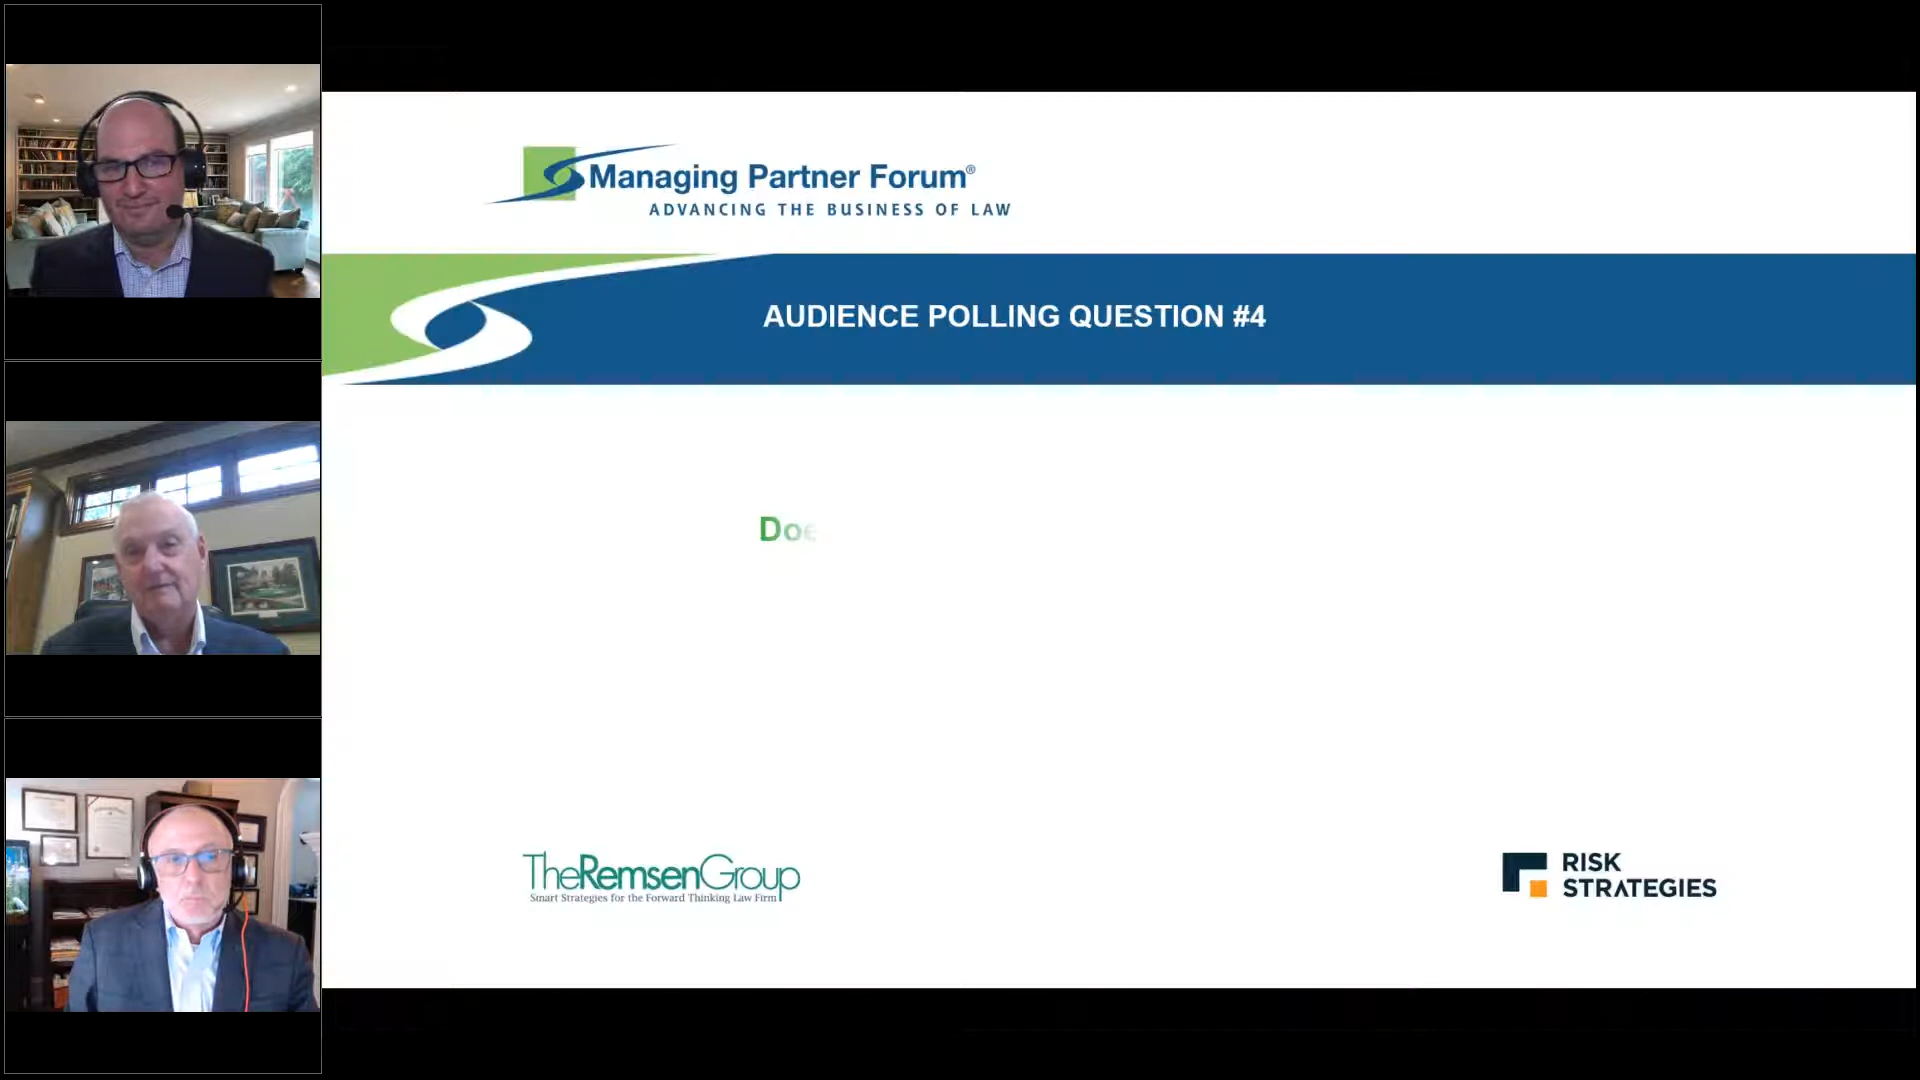 Managing Partner Forum®
ADVANCING THE BUSINESS OF LAW
AUDIENCE POLLING QUESTION #4
Doe
TheRemsenGroup
Smart Strategies for the Forward Thinking Law Firm
RISK
STRATEGIES